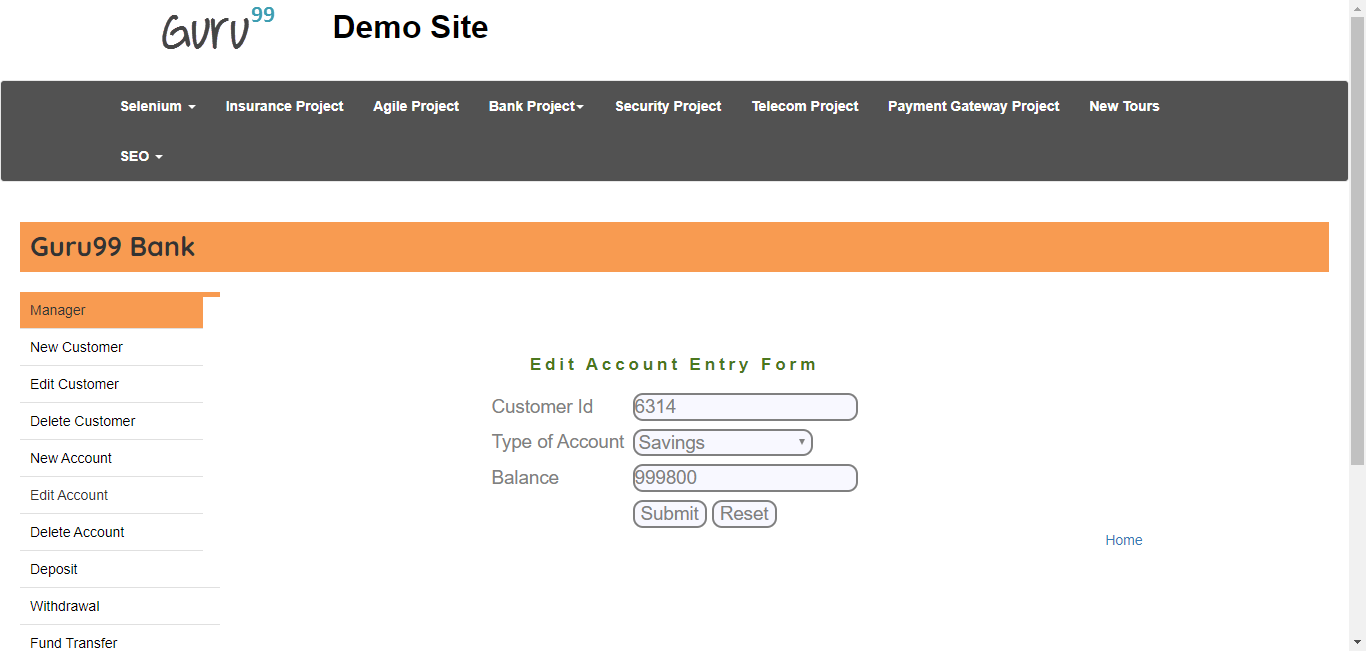 Guru99 Demo Site
Selenium Insurance Project Agile Project Bank Project Security Project Telecom Project Payment Gateway Project New Tours
SEO
Guru99 Bank
Manager
New Customer
Edit Customer
Delete Customer
New Account
Edit Account
Delete Account
Deposit
Withdrawal
Fund Transfer
Edit Account Entry Form
Customer Id 6314
Type of Account Savings
Balance 999800
Submit Reset
Home